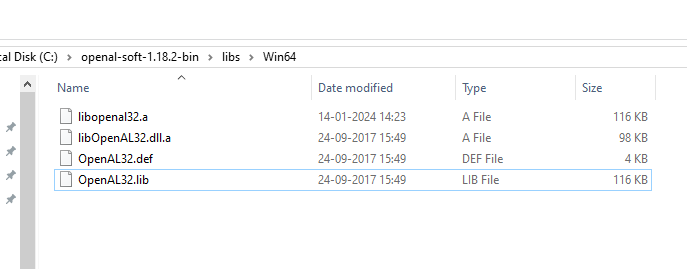 cal Disk (C:) > openal-soft-1.18.2-bin > libs > Win64
Name Date modified Type Size
libopenal32.a 14-01-2024 14:23 A File 116 KB
libOpenAL32.dll.a 24-09-2017 15:49 A File 98 KB
OpenAL32.def 24-09-2017 15:49 DEF File 4 KB
OpenAL32.lib 24-09-2017 15:49 LIB File 116 KB